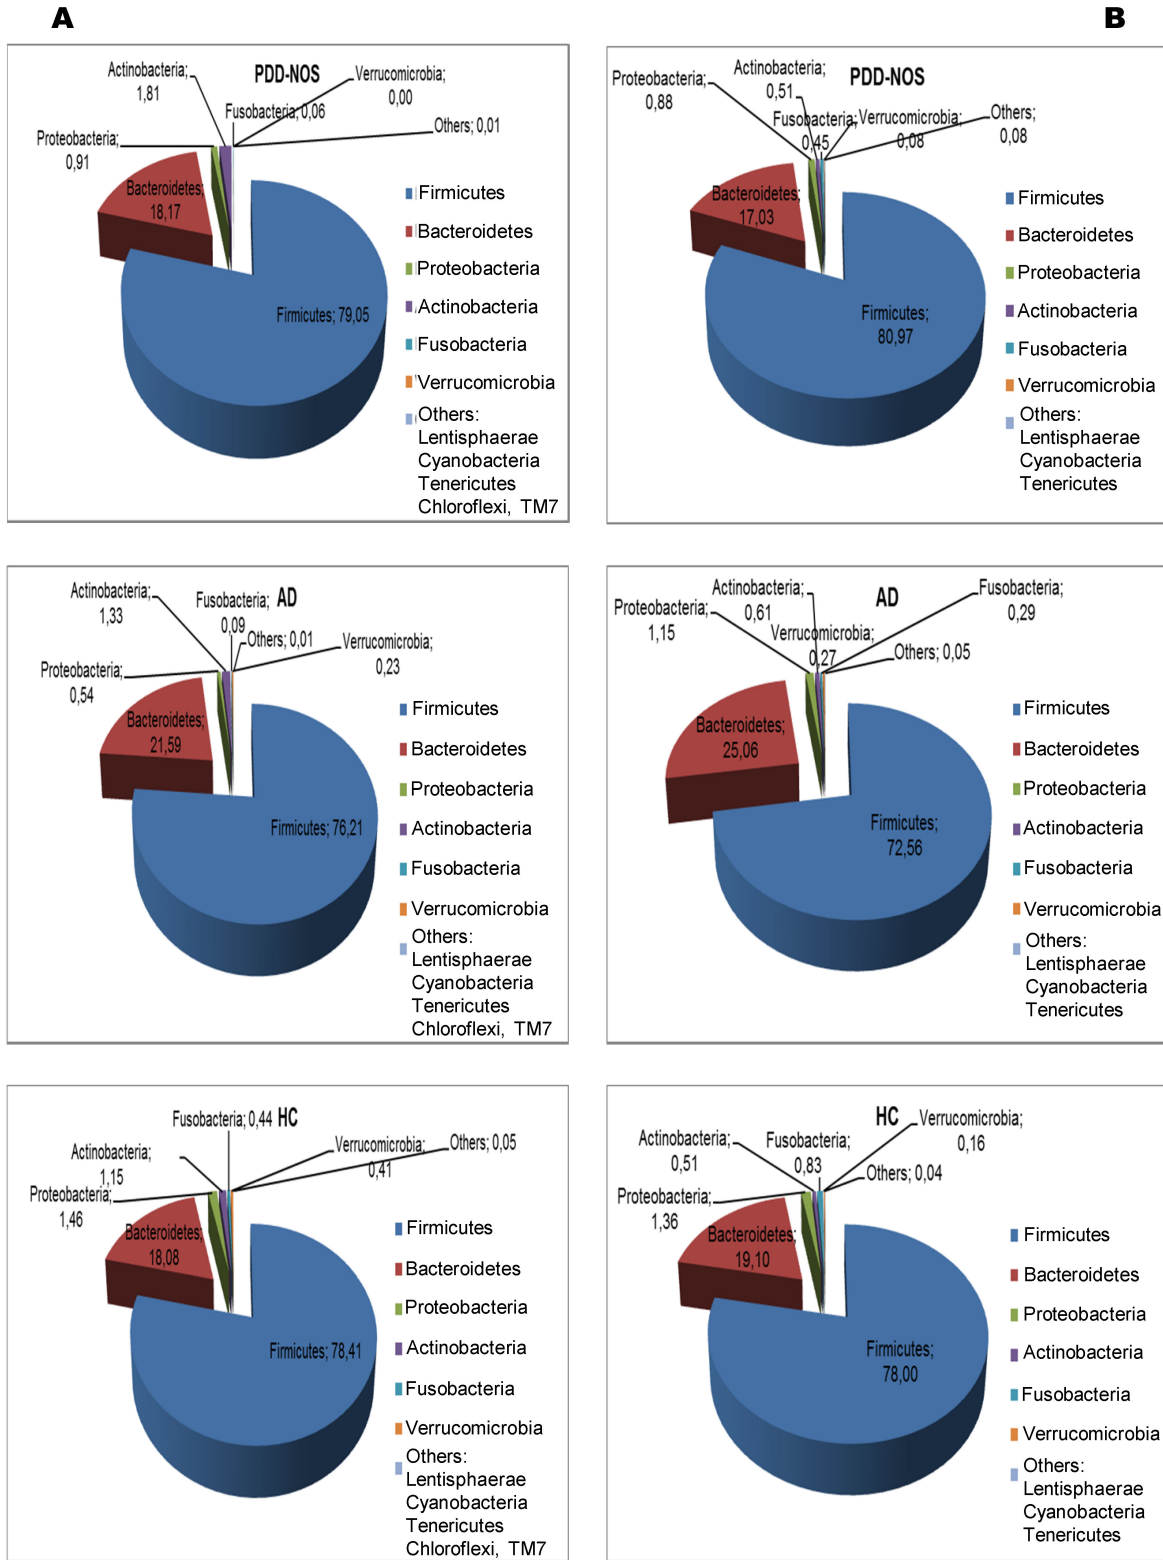 A
B
PDD-NOS
Actinobacteria;
1,81
Verrucomicrobia;
0,00
Fusobacteria; 0,06
Others; 0,01
Proteobacteria;
0,91
Bacteroidetes;
18,17
Firmicutes; 79,05
Firmicutes
Bacteroidetes
Proteobacteria
Actinobacteria
Fusobacteria
Verrucomicrobia
Others:
Lentisphaerae
Cyanobacteria
Tenericutes
Chloroflexi, TM7
PDD-NOS
Proteobacteria;
0,88
Actinobacteria;
0,51
Fusobacteria;
0,45
Verrucomicrobia;
0,08
Others;
0,08
Bacteroidetes;
17,03
Firmicutes;
80,97
Firmicutes
Bacteroidetes
Proteobacteria
Actinobacteria
Fusobacteria
Verrucomicrobia
Others:
Lentisphaerae
Cyanobacteria
Tenericutes
AD
Actinobacteria;
1,33
Fusobacteria;
0,09
Others; 0,01
Verrucomicrobia;
0,23
Proteobacteria;
0,54
Bacteroidetes;
21,59
Firmicutes; 76,21
Firmicutes
Bacteroidetes
Proteobacteria
Actinobacteria
Fusobacteria
Verrucomicrobia
Others:
Lentisphaerae
Cyanobacteria
Tenericutes
Chloroflexi, TM7
AD
Actinobacteria;
0,61
Fusobacteria;
0,29
Proteobacteria;
1,15
Verrucomicrobia;
0,27
Others; 0,05
Bacteroidetes;
25,06
Firmicutes;
72,56
Firmicutes
Bacteroidetes
Proteobacteria
Actinobacteria
Fusobacteria
Verrucomicrobia
Others:
Lentisphaerae
Cyanobacteria
Tenericutes
HC
Fusobacteria; 0,44
Actinobacteria;
1,15
Verrucomicrobia;
0,41
Others; 0,05
Proteobacteria;
1,46
Bacteroidetes;
18,08
Firmicutes; 78,41
Firmicutes
Bacteroidetes
Proteobacteria
Actinobacteria
Fusobacteria
Verrucomicrobia
Others:
Lentisphaerae
Cyanobacteria
Tenericutes
Chloroflexi, TM7
HC
Actinobacteria;
0,51
Fusobacteria;
0,83
Verrucomicrobia;
0,16
Others; 0,04
Proteobacteria;
1,36
Bacteroidetes;
19,10
Firmicutes;
78,00
Firmicutes
Bacteroidetes
Proteobacteria
Actinobacteria
Fusobacteria
Verrucomicrobia
Others:
Lentisphaerae
Cyanobacteria
Tenericutes